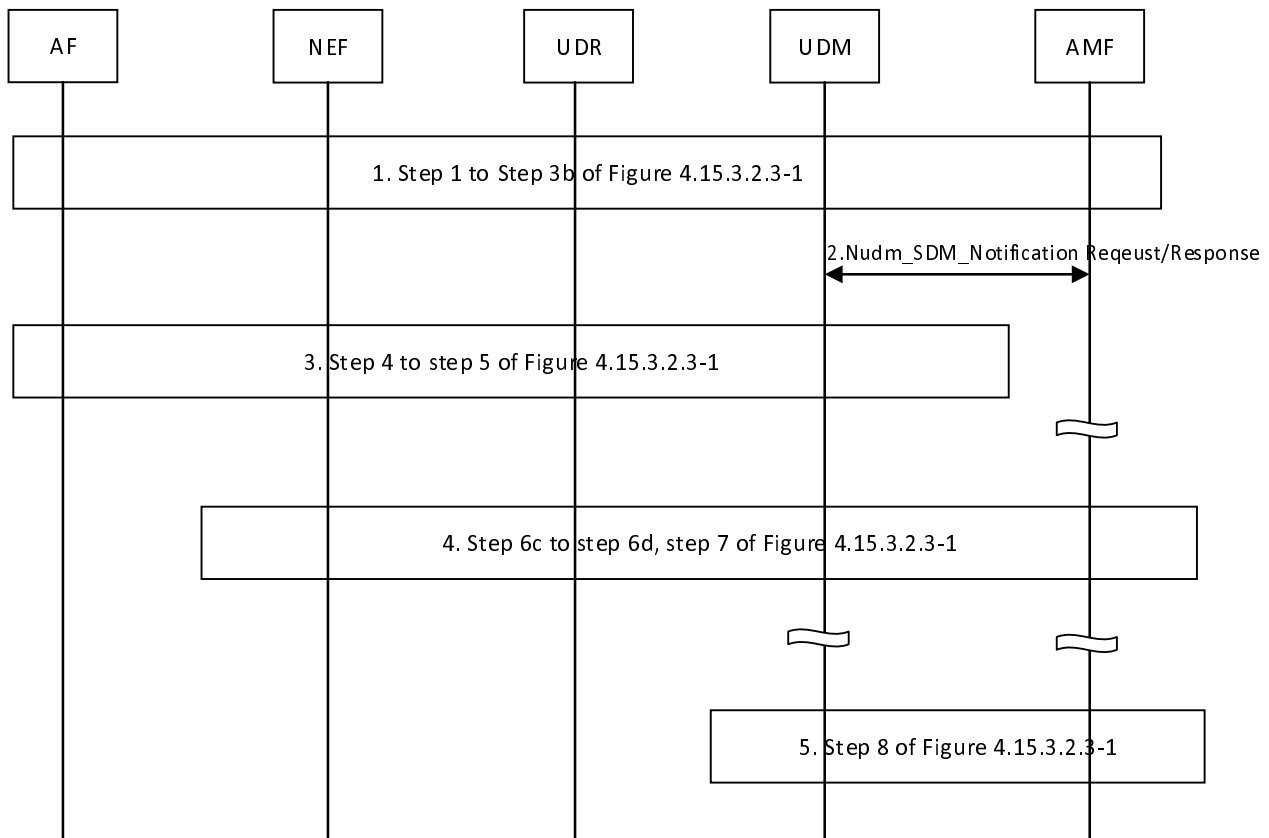 AF
NEF
UDR
UDM
AMF
1. Step 1 to Step 3b of Figure 4.15.3.2.3-1
2.Nudm_SDM_Notification Reqeust/Response
3. Step 4 to step 5 of Figure 4.15.3.2.3-1
4. Step 6c to step 6d, step 7 of Figure 4.15.3.2.3-1
5. Step 8 of Figure 4.15.3.2.3-1